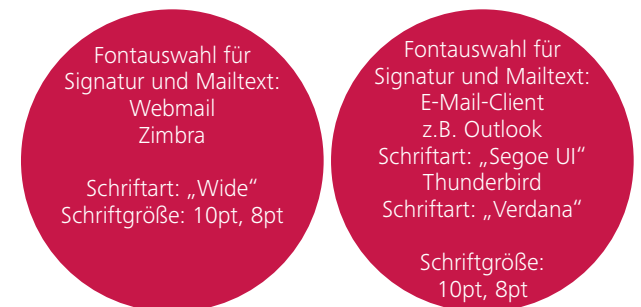 Fontauswahl für
Signatur und Mailtext:
Webmail
Zimbra
Schriftart: „Wide“
Schriftgröße: 10pt, 8pt
Fontauswahl für
Signatur und Mailtext:
E-Mail-Client
z.B. Outlook
Schriftart: „Segoe UI“
Thunderbird
Schriftart: „Verdana“
Schriftgröße:
10pt, 8pt